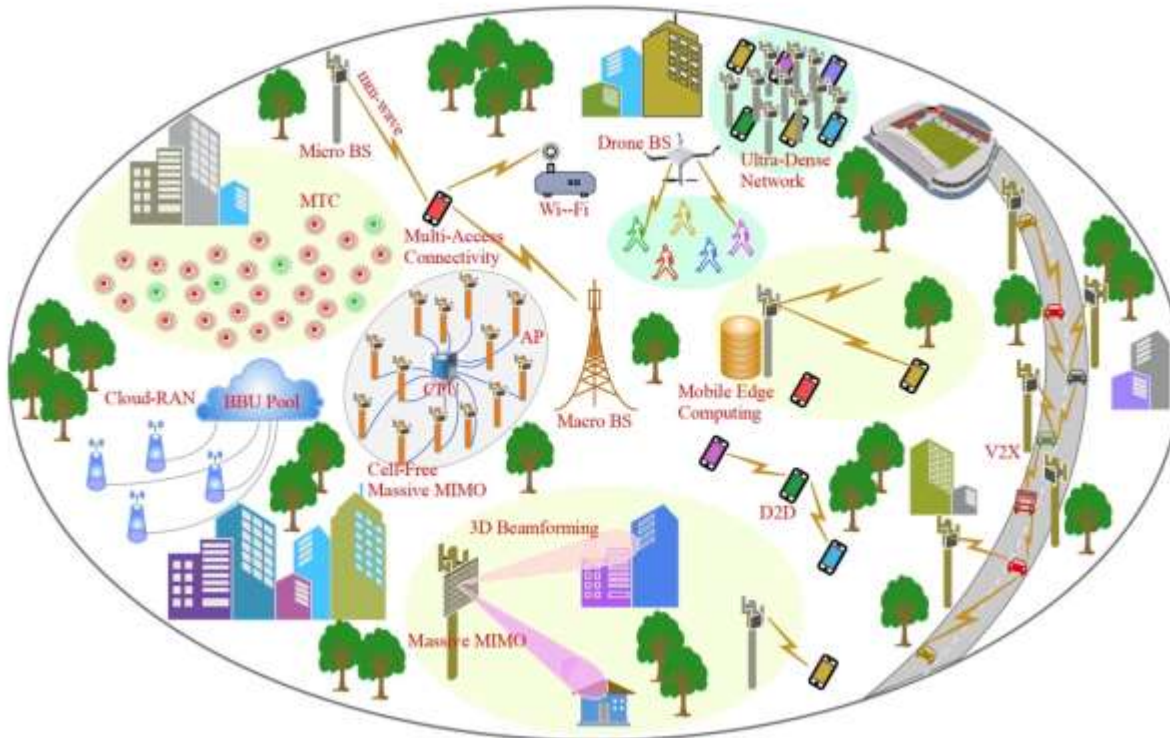 mm-wave
Micro BS
Drone BS
Ultra-Dense
Network
MTC
Wi--Fi
Multi-Access
Connectivity
AP
CPU
Cloud-RAN
BBU Pool
Macro BS
Mobile Edge
Computing
V2X
Cell-Free
Massive MIMO
D2D
3D Beamforming
Massive MIMO